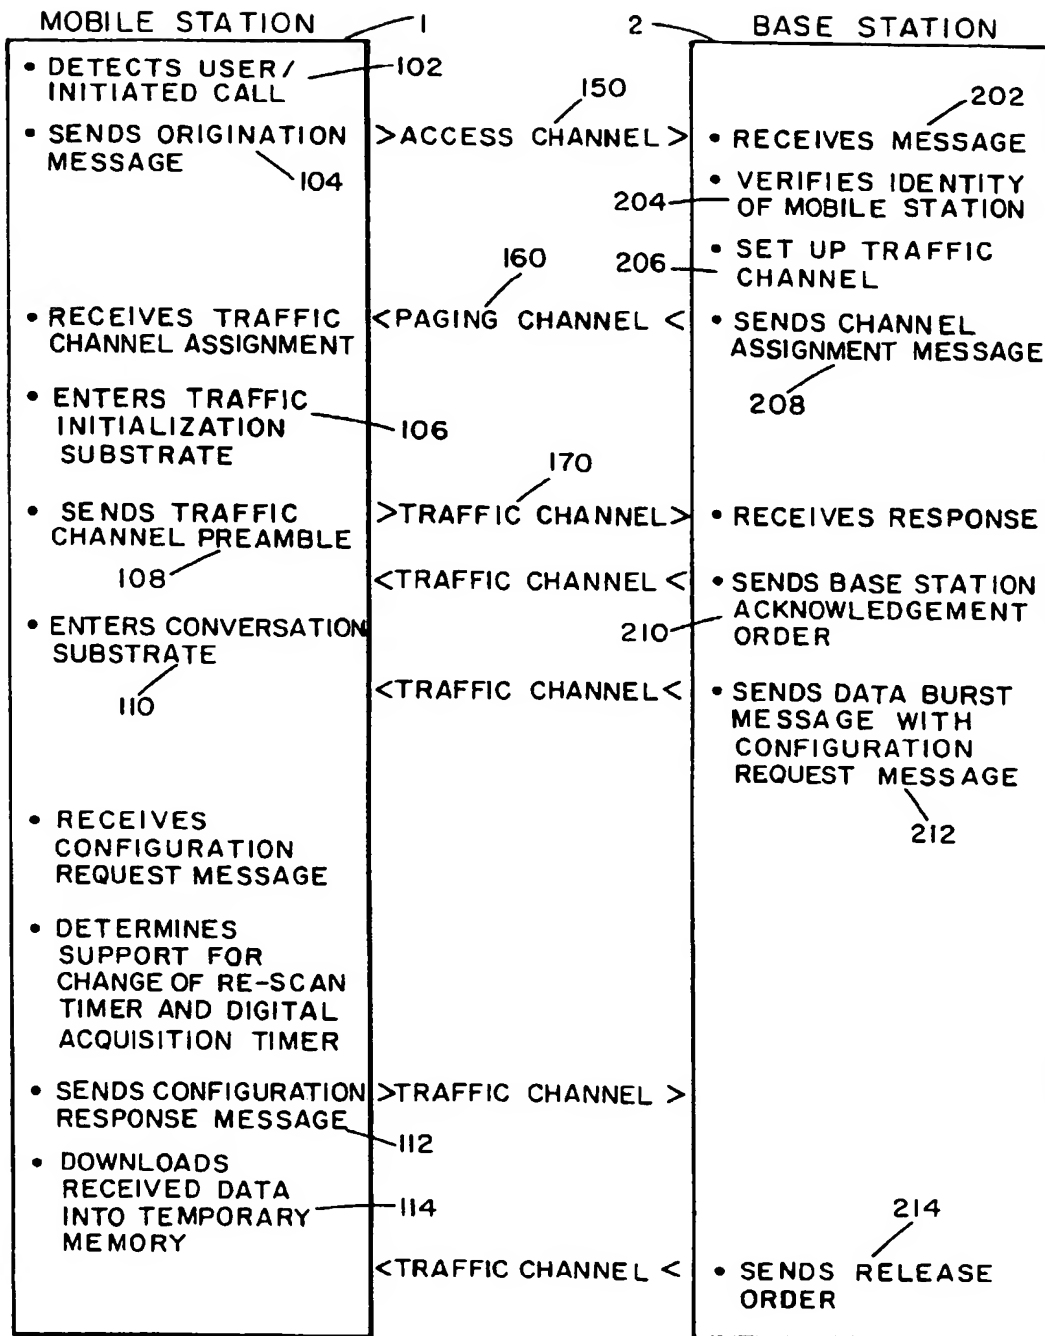 MOBILE STATION 1 2 BASE STATION
• DETECTS USER/
INITIATED CALL
102
150
202
• SENDS ORIGINATION
MESSAGE
104
>ACCESS CHANNEL >
• RECEIVES MESSAGE
204
• VERIFIES IDENTITY
OF MOBILE STATION
206
• SET UP TRAFFIC
CHANNEL
160
• RECEIVES TRAFFIC
CHANNEL ASSIGNMENT
<PAGING CHANNEL <
• SENDS CHANNEL
ASSIGNMENT MESSAGE
208
• ENTERS TRAFFIC
INITIALIZATION
SUBSTRATE
106
170
• SENDS TRAFFIC
CHANNEL PREAMBLE
108
>TRAFFIC CHANNEL>
• RECEIVES RESPONSE
<TRAFFIC CHANNEL <
• SENDS BASE STATION
ACKNOWLEDGEMENT
ORDER
210
• ENTERS CONVERSATION
SUBSTRATE
110
<TRAFFIC CHANNEL<
• SENDS DATA BURST
MESSAGE WITH
CONFIGURATION
REQUEST MESSAGE
212
• RECEIVES
CONFIGURATION
REQUEST MESSAGE
• DETERMINES
SUPPORT FOR
CHANGE OF RE-SCAN
TIMER AND DIGITAL
ACQUISITION TIMER
• SENDS CONFIGURATION
RESPONSE MESSAGE
112
>TRAFFIC CHANNEL >
• DOWNLOADS
RECEIVED DATA
INTO TEMPORARY
MEMORY
114
214
<TRAFFIC CHANNEL <
• SENDS RELEASE
ORDER